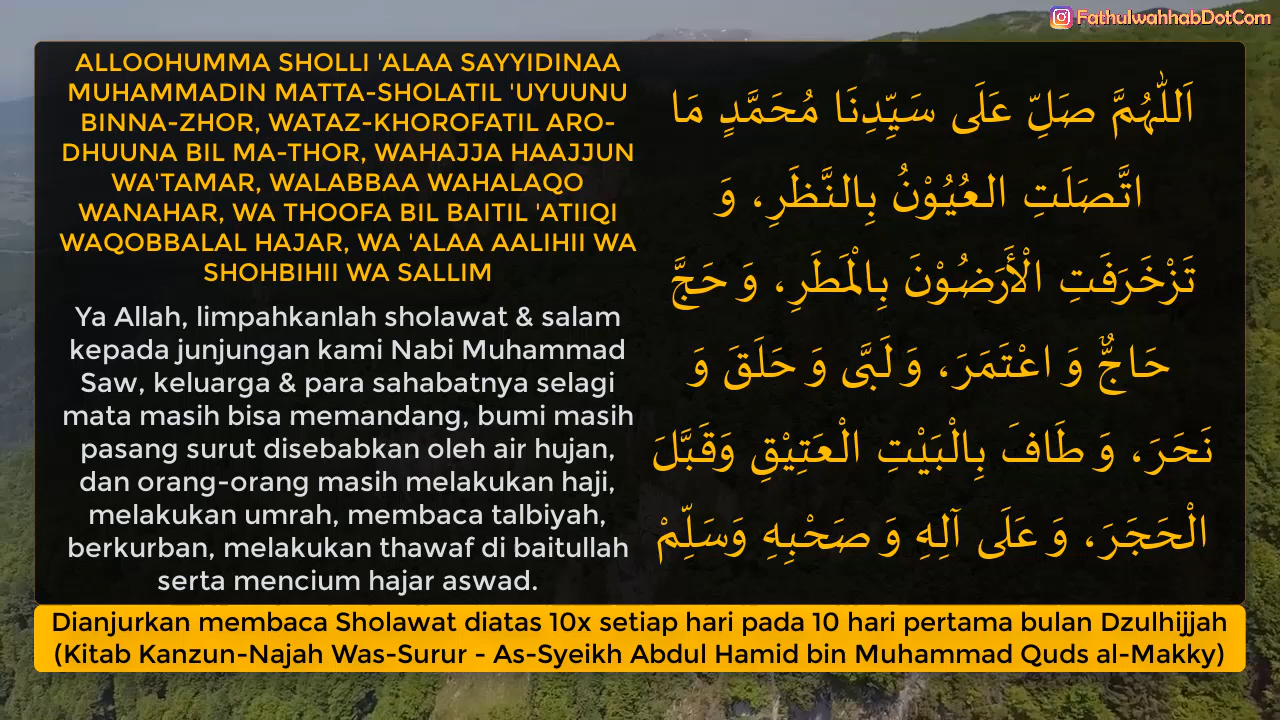 FathulwahhabDotCom
ALLOOHUMMA SHOLLI 'ALAA SAYYIDINAA
MUHAMMADIN MATTA-SHOLATIL 'UYUUNU
BINNA-ZHOR, WATAZ-KHOROFATIL ARO-
DHUUNA BIL MA-THOR, WAHAJJA HAAJJUN
WA'TAMAR, WALABBAA WAHALAQO
WANAHAR, WA THOOFA BIL BAITIL 'ATIIQI
WAQOBBALAL HAJAR, WA 'ALAA AALIHII WA
SHOHBIHII WA SALLIM
Ya Allah, limpahkanlah sholawat & salam
kepada junjungan kami Nabi Muhammad
Saw, keluarga & para sahabatnya selagi
mata masih bisa memandang, bumi masih
pasang surut disebabkan oleh air hujan,
dan orang-orang masih melakukan haji,
melakukan umrah, membaca talbiyah,
berkurban, melakukan thawaf di baitullah
serta mencium hajar aswad.
اَللّٰهُمَّ صَلِّ عَلَى سَيِّدِنَا مُحَمَّدٍ مَا
اتَّصَلَتِ العُيُوْنُ بِالنَّظَرِ، وَ
تَزْخَرَفَتِ الْأَرَضُوْنَ بِالْمَطَرِ، وَ حَجَّ
حَاجٌّ وَ اعْتَمَرَ، وَ لَبَّى وَ حَلَقَ وَ
نَحَرَ، وَ طَافَ بِالْبَيْتِ الْعَتِيْقِ وَقَبَّلَ
الْحَجَرَ، وَ عَلَى آلِهِ وَ صَحْبِهِ وَسَلِّمْ
Dianjurkan membaca Sholawat diatas 10x setiap hari pada 10 hari pertama bulan Dzulhijjah
(Kitab Kanzun-Najah Was-Surur - As-Syeikh Abdul Hamid bin Muhammad Quds al-Makky)